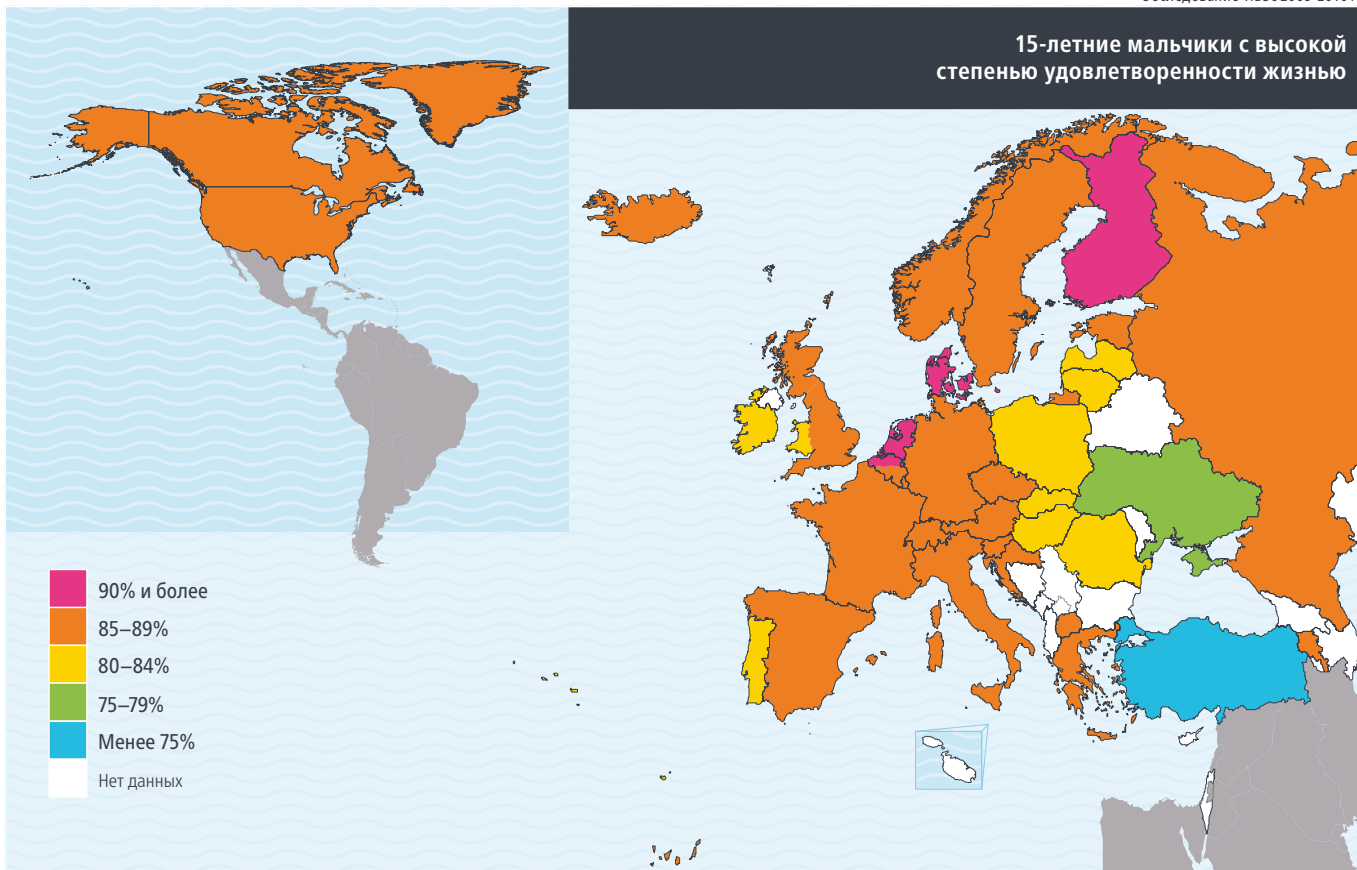 15-летние мальчики с высокой
степенью удовлетворенности жизнью
90% и более
85–89%
80–84%
75–79%
Менее 75%
Нет данных